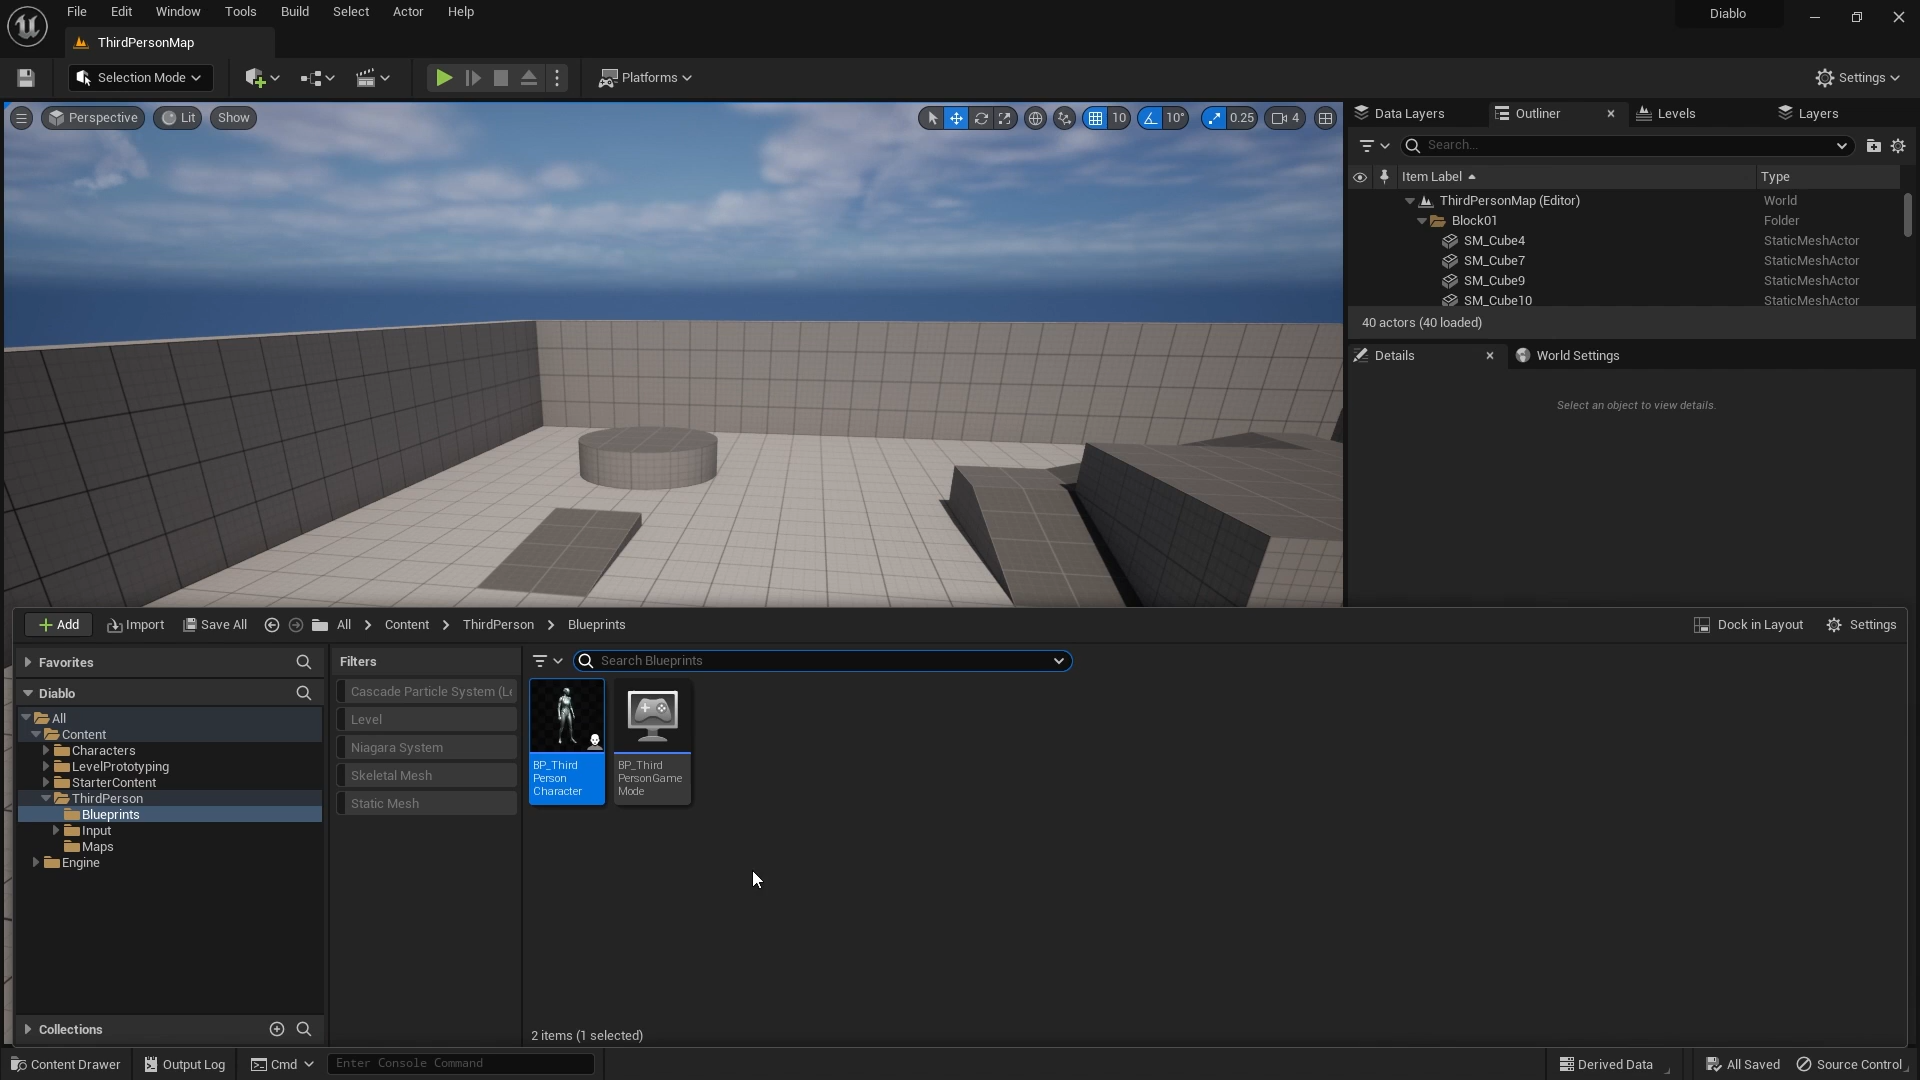 File Edit Window Tools Build Select Actor Help
Diablo
ThirdPersonMap
Selection Mode
Platforms
Settings
Perspective Lit Show
10 10° 0.25 4
Data Layers Outliner Levels Layers
Search...
Item Label Type
ThirdPersonMap (Editor) World
Block01 Folder
SM_Cube4 StaticMeshActor
SM_Cube7 StaticMeshActor
SM_Cube9 StaticMeshActor
SM_Cube10 StaticMeshActor
40 actors (40 loaded)
Details World Settings
Select an object to view details.
Add Import Save All All Content ThirdPerson Blueprints Dock in Layout Settings
Favorites
Diablo
All
Content
Characters
LevelPrototyping
StarterContent
ThirdPerson
Blueprints
Input
Maps
Engine
Collections
Filters
Cascade Particle System (Le
Level
Niagara System
Skeletal Mesh
Static Mesh
Search Blueprints
BP_Third
Person
Character
BP_Third
PersonGame
Mode
2 items (1 selected)
Content Drawer Output Log Cmd Enter Console Command Derived Data All Saved Source Control